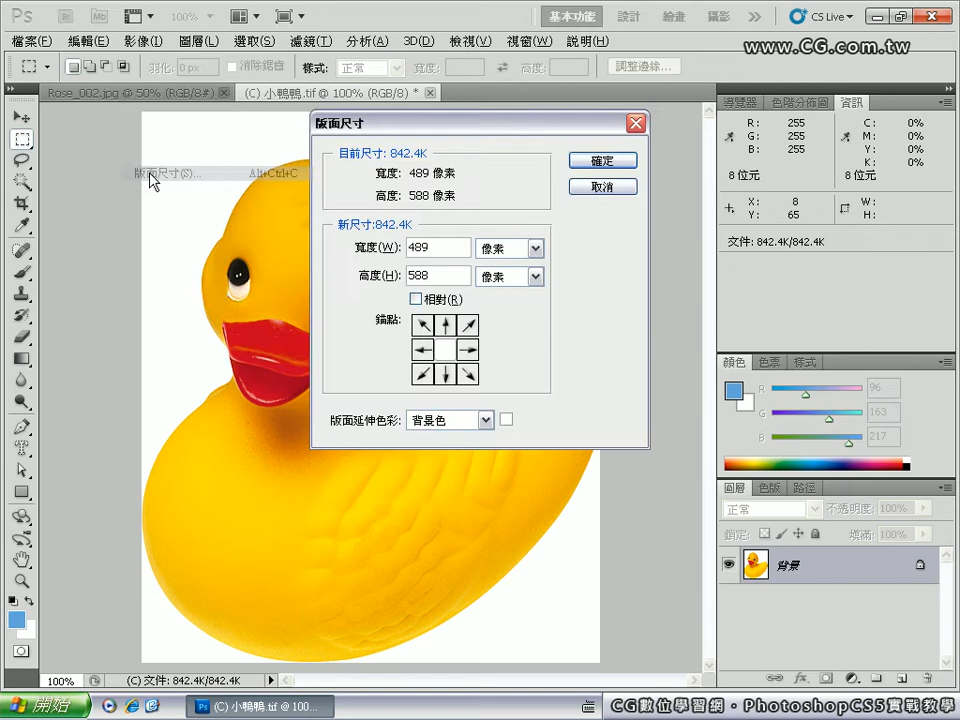 Ps Br Mb 100% 基本功能 設計 繪畫 攝影 CS Live
檔案(F) 編輯(E) 影像(I) 圖層(L) 選取(S) 濾鏡(T) 分析(A) 3D(D) 檢視(V) 視窗(W) 說明(H)
www.CG.com.tw
羽化: 0 px 消除鋸齒 樣式: 正常 寬度: 高度: 調整邊緣...
Rose_002.jpg @ 50% (RGB/8#) (C) 小鴨鴨.tif @ 100% (RGB/8) *
導覽器 色階分佈圖 資訊
R: 255 C: 0%
G: 255 M: 0%
B: 255 Y: 0%
K: 0%
8 位元 8 位元
X: 8 W:
Y: 65 H:
文件: 842.4K/842.4K
版面尺寸(S)... Alt+Ctrl+C
版面尺寸
目前尺寸: 842.4K
寬度: 489 像素
高度: 588 像素
確定
取消
新尺寸:842.4K
寬度(W): 489 像素
高度(H): 588 像素
相對(R)
錨點:
版面延伸色彩: 背景色
顏色 色票 樣式
R 96
G 163
B 217
圖層 色版 路徑
正常 不透明度: 100%
鎖定: 填滿: 100%
背景
100% (C) 文件: 842.4K/842.4K
開始 Ps (C) 小鴨鴨.tif @ 100...
CG數位學習網・PhotoshopCS5實戰教學